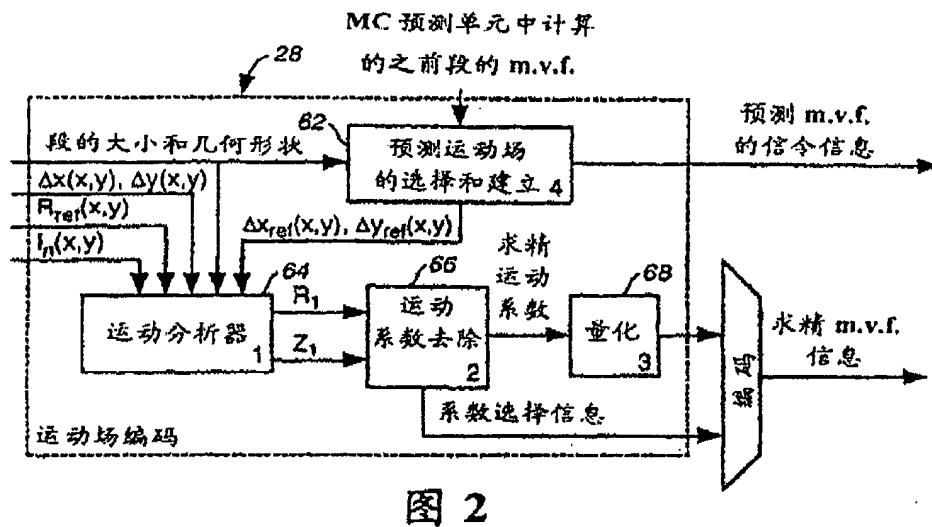 MC 预测单元中计算
的之前段的 m.v.f.
28
62
段的大小和几何形状
预测运动场
的选择和建立 4
预测 m.v.f.
的信令信息
Δx(x,y), Δy(x,y)
Rref(x,y)
In(x,y)
Δxref(x,y), Δyref(x,y)
64
运动分析器 1
R1
Z1
66
运动
系数去除
2
求精
运动
系数
68
量化
3
编码
求精 m.v.f.
信息
系数选择信息
运动场编码
图 2